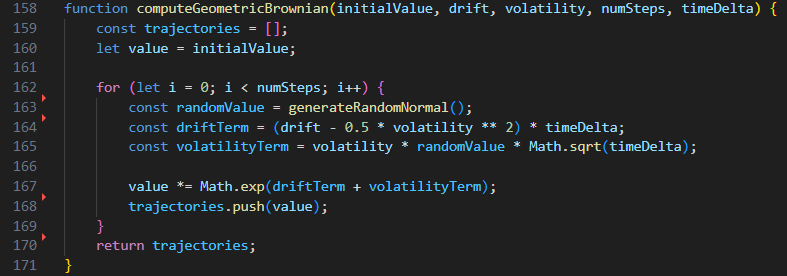 158 function computeGeometricBrownian(initialValue, drift, volatility, numSteps, timeDelta) {
159     const trajectories = [];
160     let value = initialValue;
161
162     for (let i = 0; i < numSteps; i++) {
163         const randomValue = generateRandomNormal();
164         const driftTerm = (drift - 0.5 * volatility ** 2) * timeDelta;
165         const volatilityTerm = volatility * randomValue * Math.sqrt(timeDelta);
166
167         value *= Math.exp(driftTerm + volatilityTerm);
168         trajectories.push(value);
169     }
170     return trajectories;
171 }